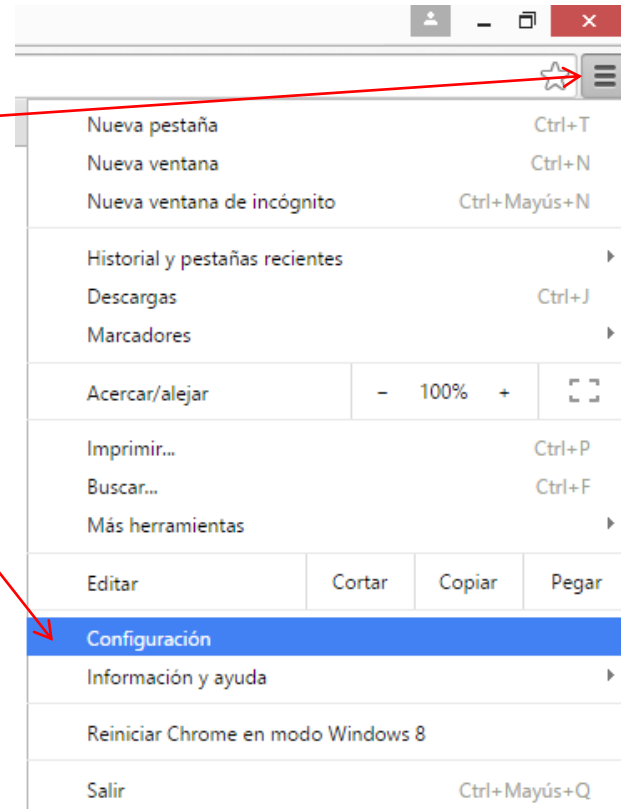 Nueva pestaña Ctrl+T
Nueva ventana Ctrl+N
Nueva ventana de incógnito Ctrl+Mayús+N
Historial y pestañas recientes
Descargas Ctrl+J
Marcadores
Acercar/alejar - 100% +
Imprimir... Ctrl+P
Buscar... Ctrl+F
Más herramientas
Editar Cortar Copiar Pegar
Configuración
Información y ayuda
Reiniciar Chrome en modo Windows 8
Salir Ctrl+Mayús+Q